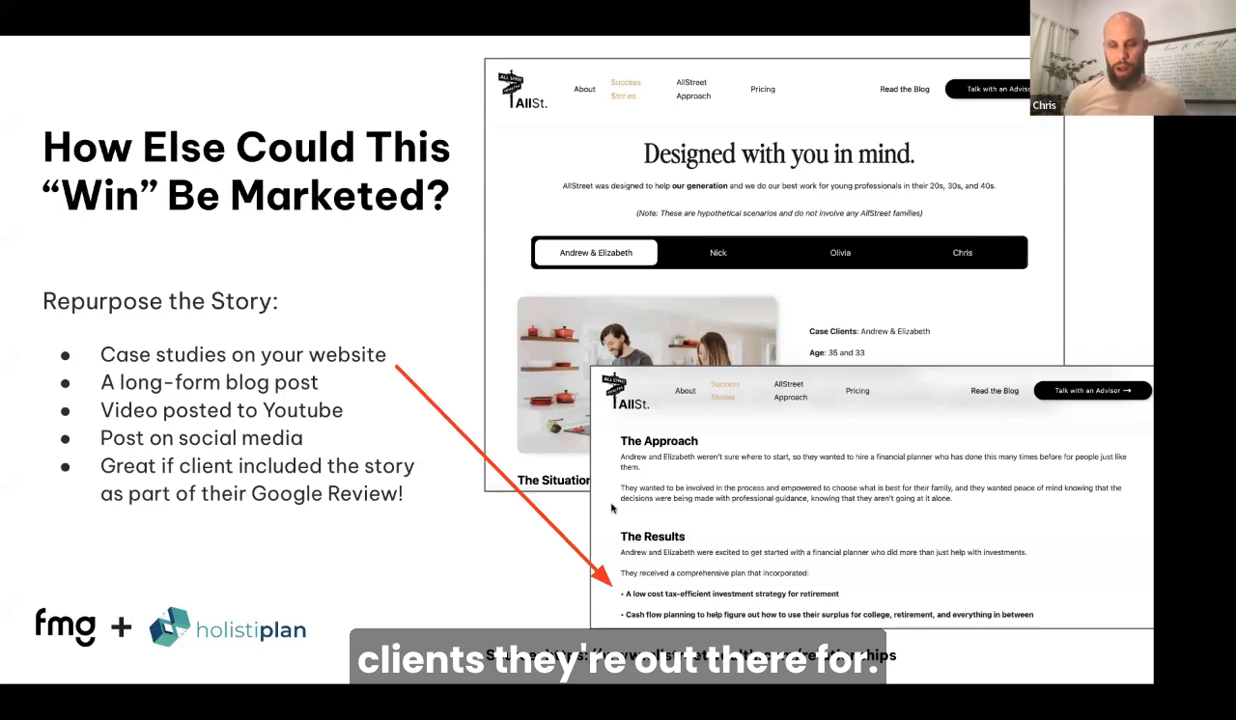 How Else Could This
“Win” Be Marketed?
Repurpose the Story:
● Case studies on your website
● A long-form blog post
● Video posted to Youtube
● Post on social media
● Great if client included the story
as part of their Google Review!
fmg + holistiplan
ALL STREET
AllSt.
About
Success
Stories
AllStreet
Approach
Pricing
Read the Blog
Talk with an Adviso
Designed with you in mind.
AllStreet was designed to help our generation and we do our best work for young professionals in their 20s, 30s, and 40s.
(Note: These are hypothetical scenarios and do not involve any AllStreet families)
Andrew & Elizabeth
Nick
Olivia
Chris
Case Clients: Andrew & Elizabeth
Age: 35 and 33
The Situation
ALL STREET
AllSt.
About
Success
Stories
AllStreet
Approach
Pricing
Read the Blog
Talk with an Advisor →
The Approach
Andrew and Elizabeth weren't sure where to start, so they wanted to hire a financial planner who has done this many times before for people just like
them.
They wanted to be involved in the process and empowered to choose what is best for their family, and they wanted peace of mind knowing that the
decisions were being made with professional guidance, knowing that they aren't going at it alone.
The Results
Andrew and Elizabeth were excited to get started with a financial planner who did more than just help with investments.
They received a comprehensive plan that incorporated:
• A low cost tax-efficient investment strategy for retirement
• Cash flow planning to help figure out how to use their surplus for college, retirement, and everything in between
Chris
clients they're out there for.